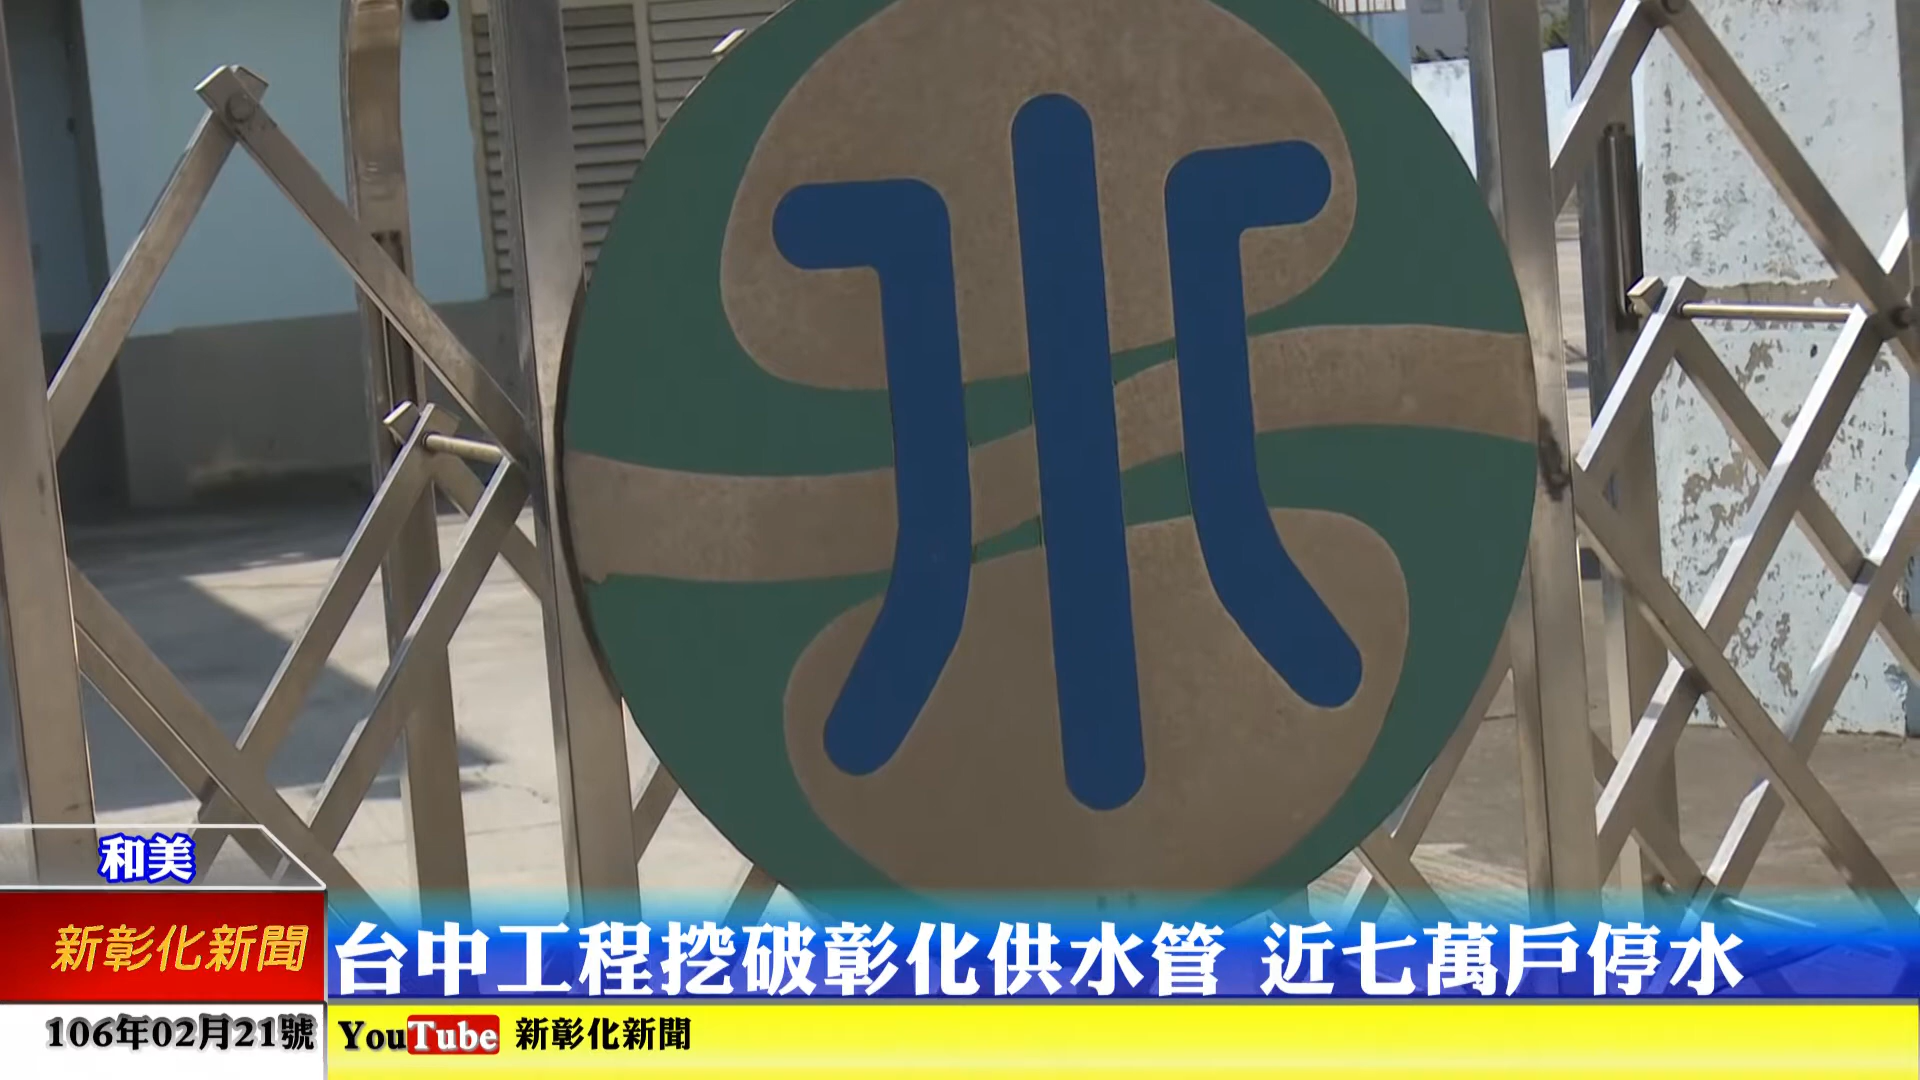 水
和美
新彰化新聞
台中工程挖破彰化供水管 近七萬戶停水
106年02月21號
YouTube 新彰化新聞